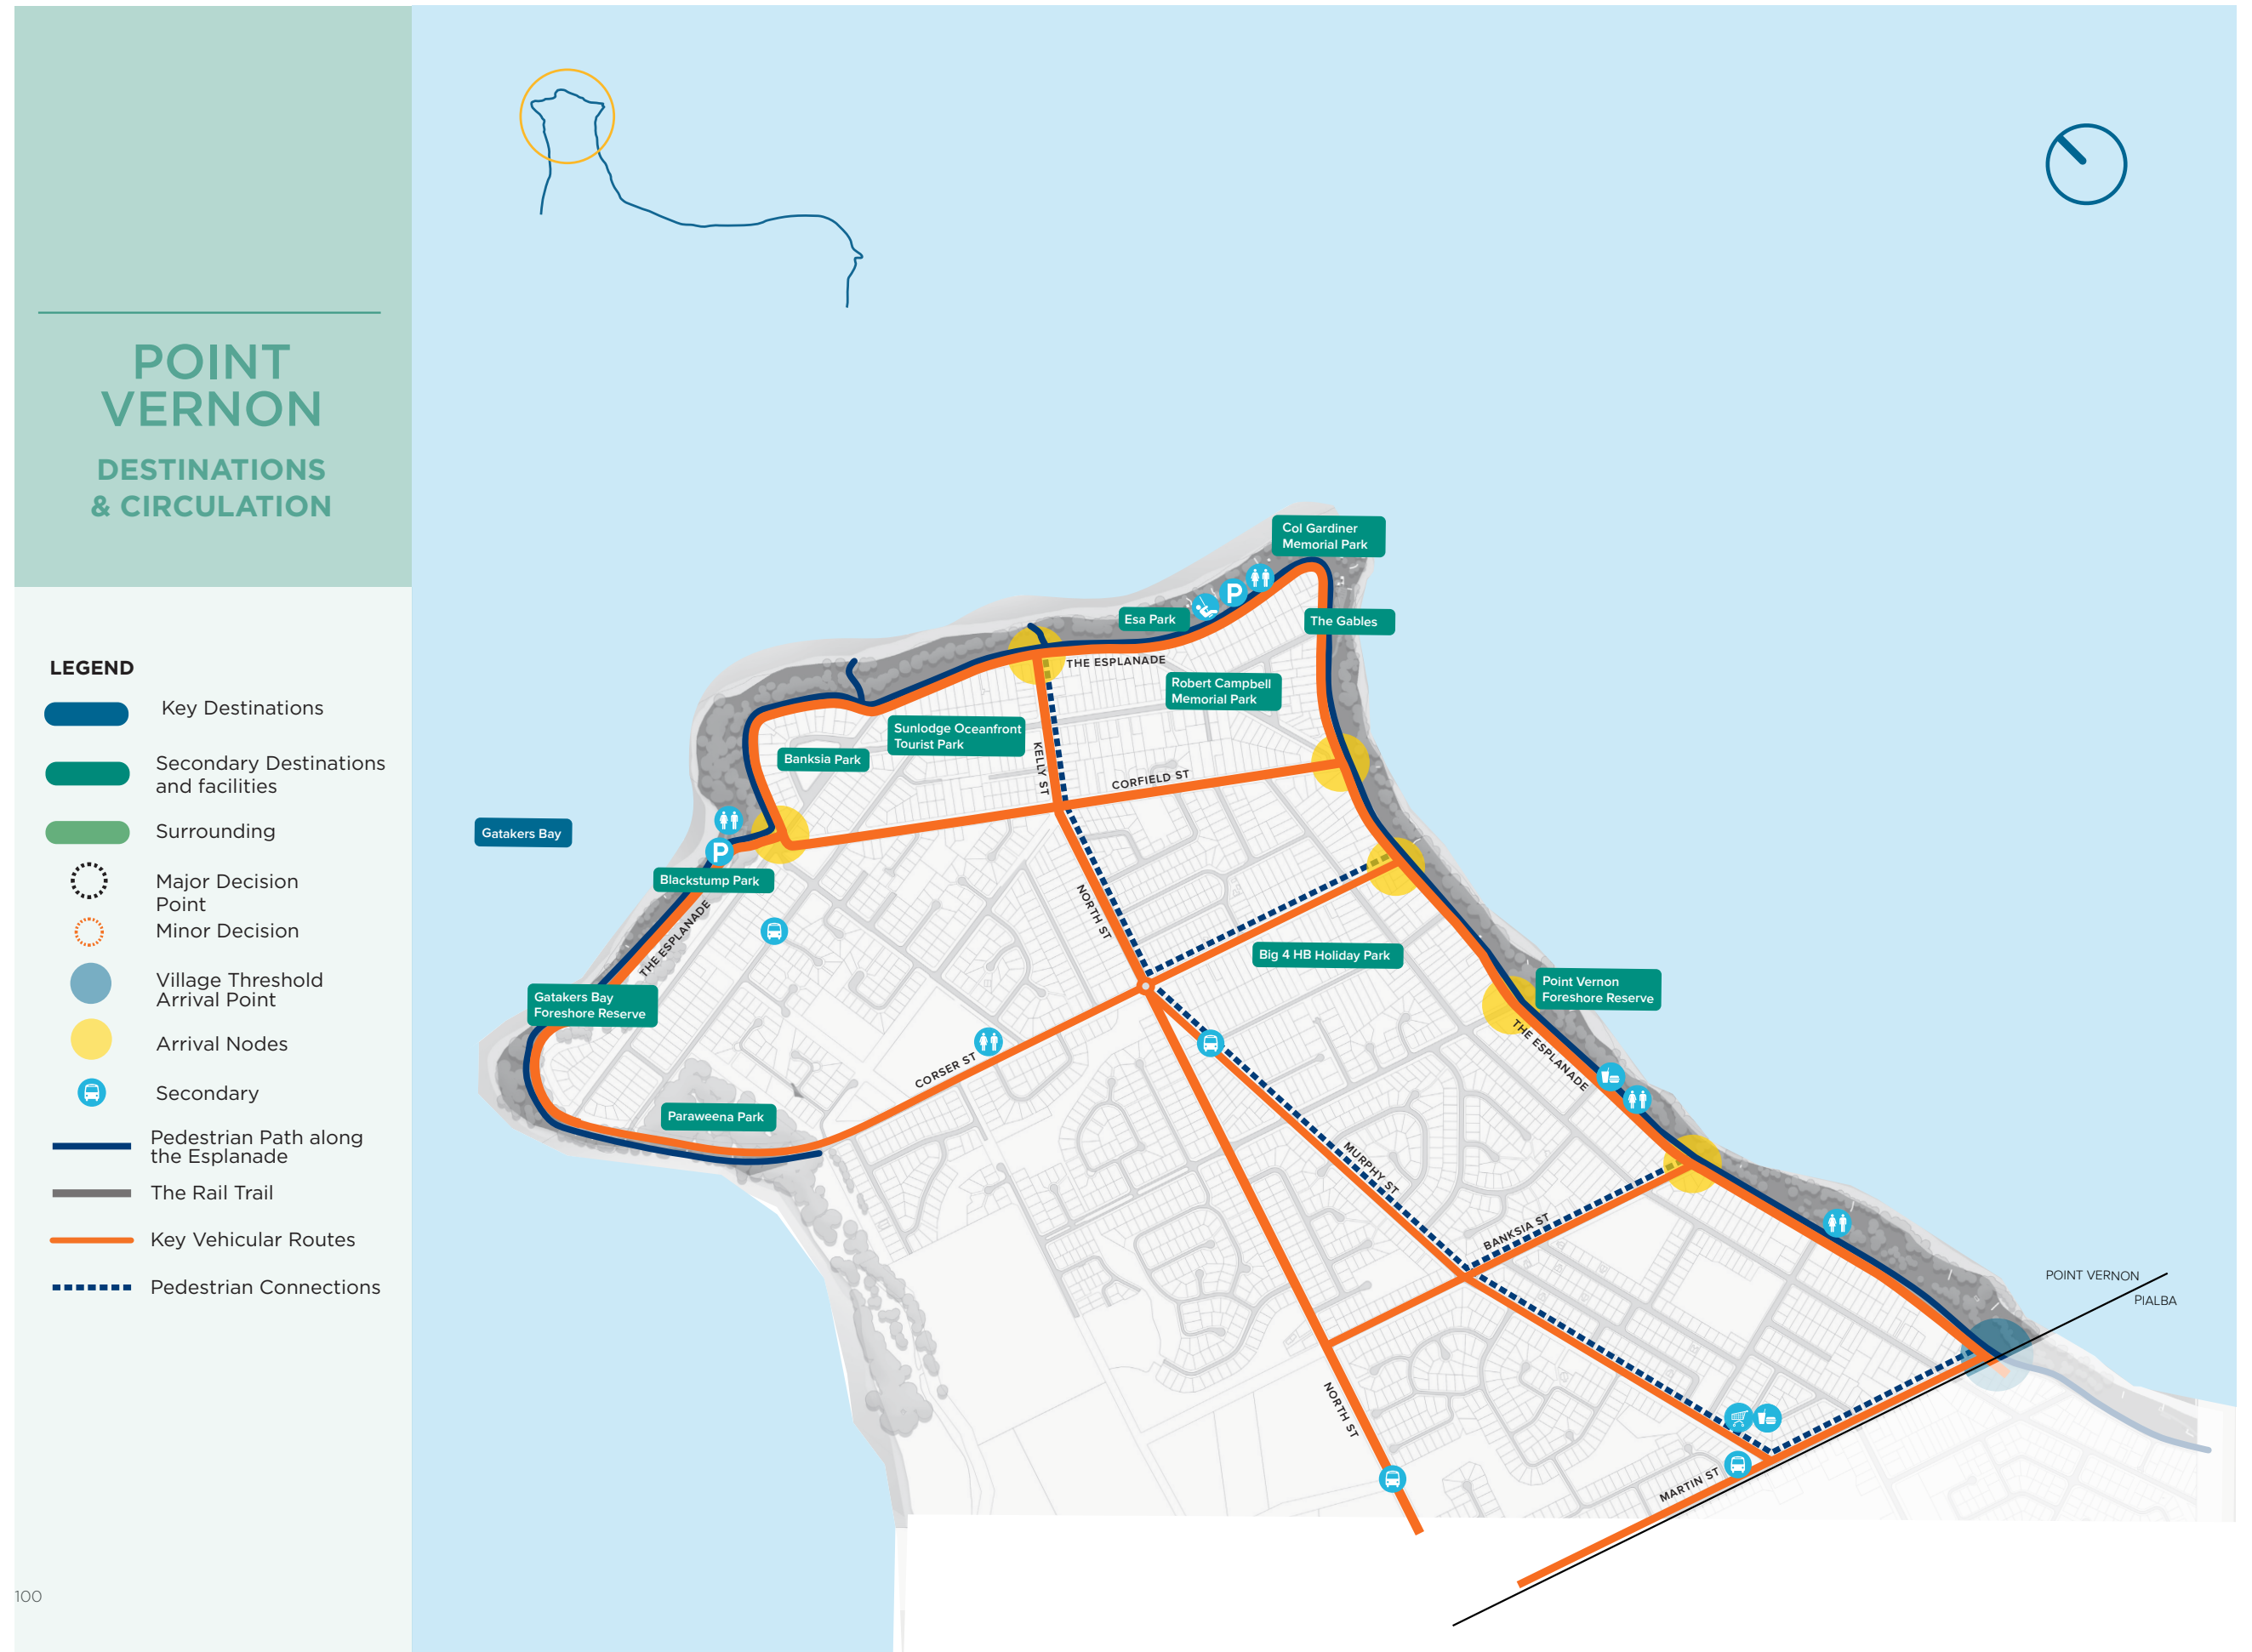 POINT
VERNON
DESTINATIONS
& CIRCULATION
LEGEND
Key Destinations
Secondary Destinations
and facilities
Surrounding
Major Decision
Point
Minor Decision
Village Threshold
Arrival Point
Arrival Nodes
Secondary
Pedestrian Path along
the Esplanade
The Rail Trail
Key Vehicular Routes
Pedestrian Connections
100
Col Gardiner
Memorial Park
P
Esa Park
The Gables
THE ESPLANADE
Robert Campbell
Memorial Park
Sunlodge Oceanfront
Tourist Park
Banksia Park
KELLY ST
CORFIELD ST
Gatakers Bay
P
Blackstump Park
THE ESPLANADE
NORTH ST
Big 4 HB Holiday Park
Point Vernon
Foreshore Reserve
Gatakers Bay
Foreshore Reserve
THE ESPLANADE
CORSER ST
Paraweena Park
MURPHY ST
BANKSIA ST
POINT VERNON
PIALBA
NORTH ST
MARTIN ST